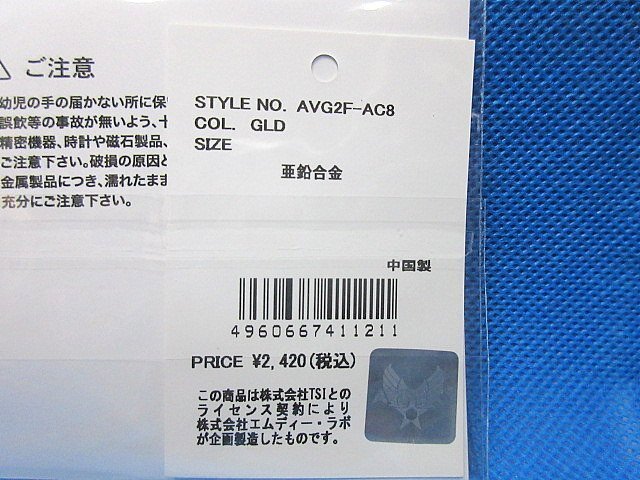 ⚠ ご注意
幼児の手の届かない所に保
誤飲等の事故が無いよう、十
精密機器、時計や磁石製品、
ご注意下さい。破損の原因と
金属製品につき、濡れたまま
充分にご注意下さい。
STYLE NO. AVG2F-AC8
COL. GLD
SIZE
亜鉛合金
中国製
4960667411211
PRICE ¥2,420(税込)
この商品は株式会社TSIとの
ライセンス契約により
株式会社エムディー・ラボ
が企画製造したものです。